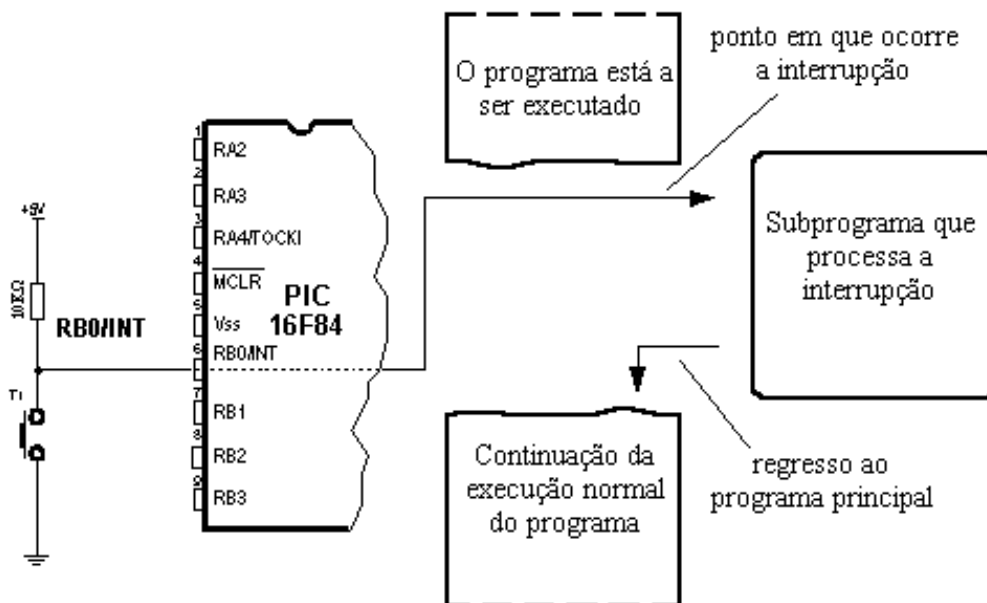 O programa está a
ser executado
ponto em que ocorre
a interrupção
Subprograma que
processa a
interrupção
+5V
10KΩ
T1
RB0/INT
1
RA2
2
RA3
3
RA4/TOCKI
4
MCLR
5
Vss
6
RB0/INT
7
RB1
8
RB2
9
RB3
PIC
16F84
Continuação da
execução normal
do programa
regresso ao
programa principal